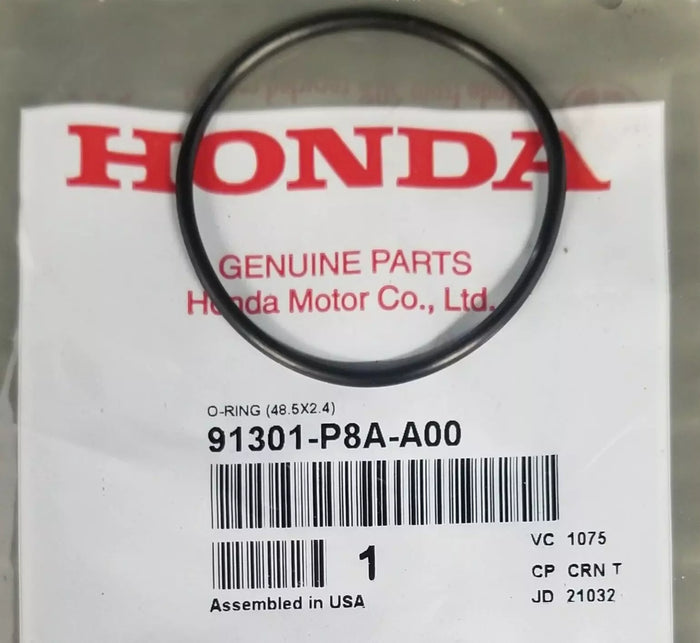 HONDA
GENUINE PARTS
Honda Motor Co., Ltd.
O-RING (48.5X2.4)
91301-P8A-A00
1
VC 1075
CP CRN T
JD 21032
Assembled in USA